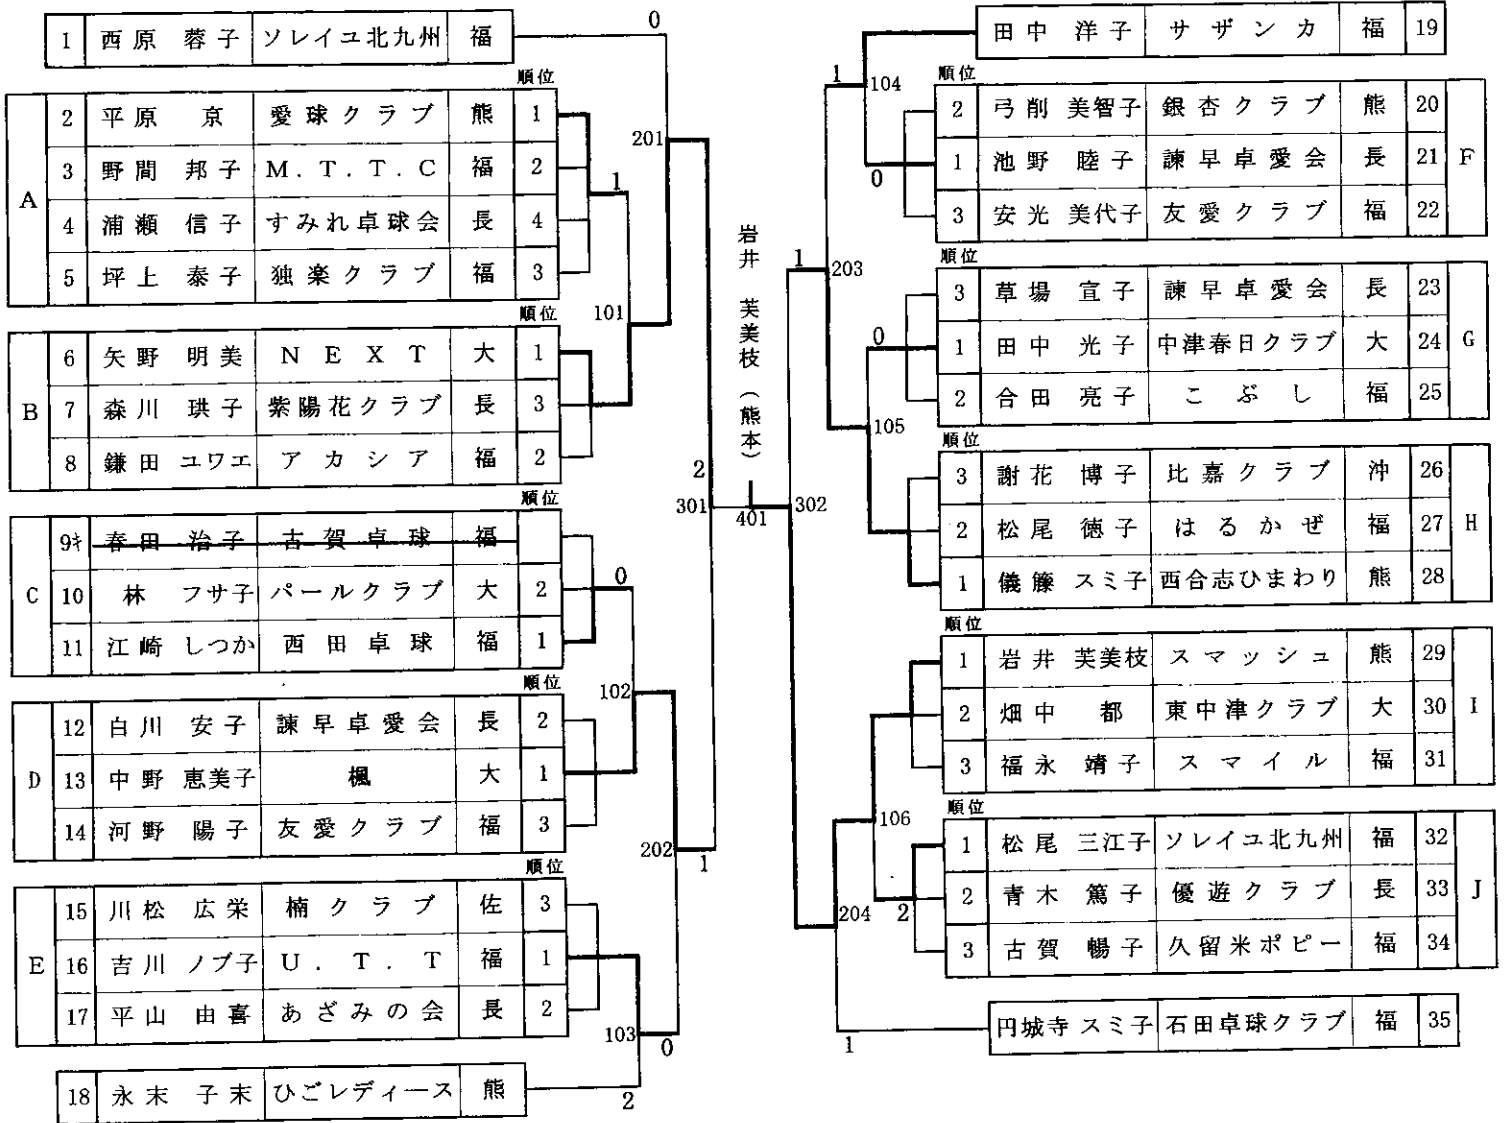 1 西原 蓉子 ソレイユ北九州 福
0
順位
A
2 平原 京 愛球クラブ 熊 1
3 野間 邦子 M.T.T.C 福 2
4 浦瀬 信子 すみれ卓球会 長 4
5 坪上 泰子 独楽クラブ 福 3
1
201
101
順位
B
6 矢野 明美 NEXT 大 1
7 森川 珙子 紫陽花クラブ 長 3
8 鎌田 ユワエ アカシア 福 2
順位
C
9キ 春田 治子 古賀卓球 福
10 林 フサ子 パールクラブ 大 2
11 江崎 しつか 西田卓球 福 1
0
102
順位
D
12 白川 安子 諫早卓愛会 長 2
13 中野 恵美子 楓 大 1
14 河野 陽子 友愛クラブ 福 3
202
1
順位
E
15 川松 広栄 楠クラブ 佐 3
16 吉川 ノブ子 U.T.T 福 1
17 平山 由喜 あざみの会 長 2
103
0
18 永末 子末 ひごレディース 熊
2
2
301
401
302
岩井 芙美枝(熊本)
田中 洋子 サザンカ 福 19
1
104
順位
2 弓削 美智子 銀杏クラブ 熊 20
1 池野 睦子 諫早卓愛会 長 21
3 安光 美代子 友愛クラブ 福 22
F
0
1
203
順位
3 草場 宣子 諫早卓愛会 長 23
1 田中 光子 中津春日クラブ 大 24
2 合田 亮子 こぶし 福 25
G
0
105
順位
3 謝花 博子 比嘉クラブ 沖 26
2 松尾 徳子 はるかぜ 福 27
1 儀籐 スミ子 西合志ひまわり 熊 28
H
順位
1 岩井 芙美枝 スマッシュ 熊 29
2 畑中 都 東中津クラブ 大 30
3 福永 靖子 スマイル 福 31
I
106
順位
1 松尾 三江子 ソレイユ北九州 福 32
2 青木 篤子 優遊クラブ 長 33
3 古賀 暢子 久留米ポピー 福 34
J
204
2
円城寺 スミ子 石田卓球クラブ 福 35
1